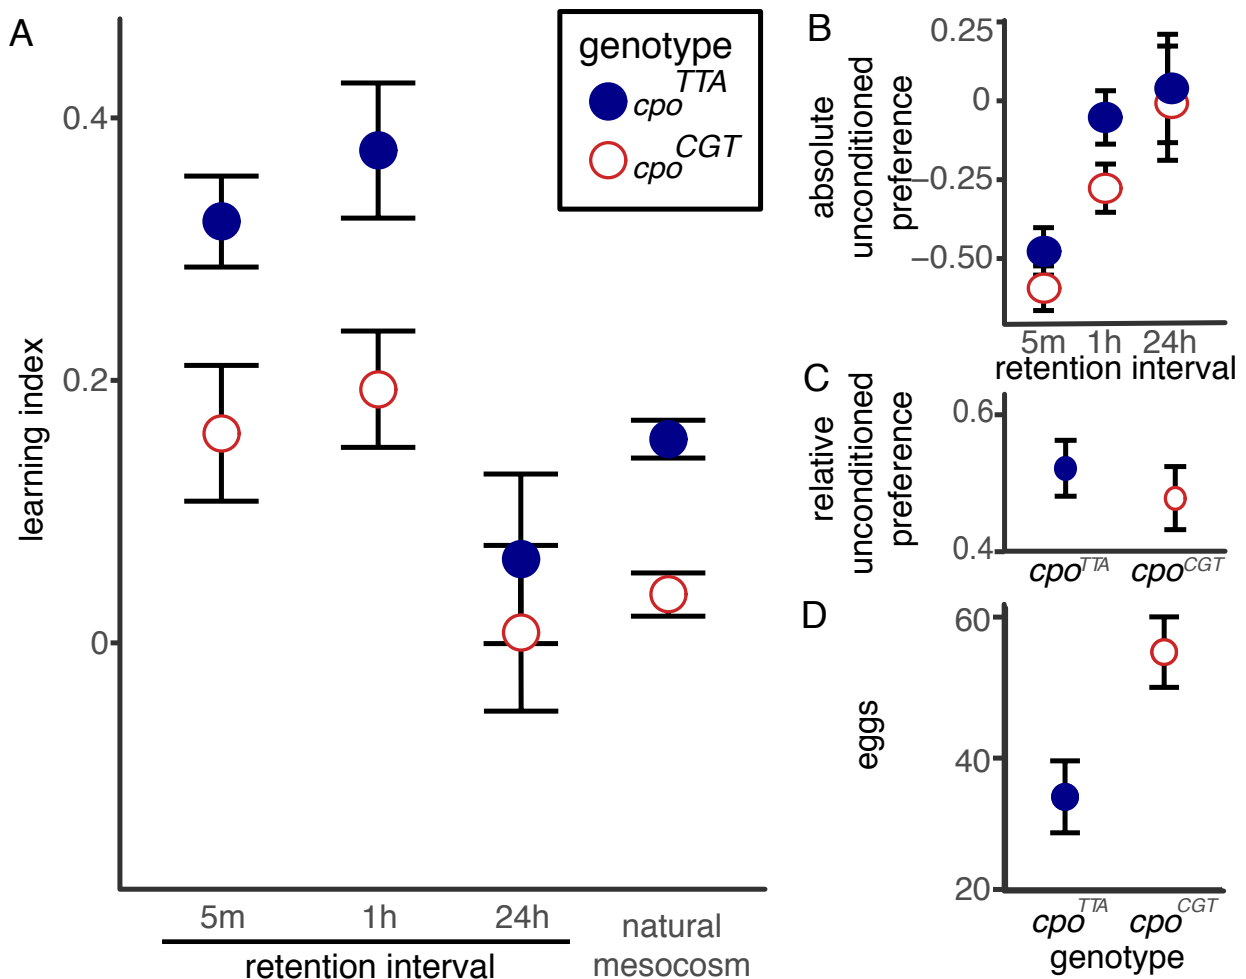 A
genotype
cpo TTA
cpo CGT
0.4
0.2
0
learning index
5m
1h
24h
natural
mesocosm
retention interval
B
absolute
unconditioned
preference
0.25
0
−0.25
−0.50
5m
1h
24h
retention interval
C
relative
unconditioned
preference
0.6
0.4
cpo TTA
cpo CGT
D
eggs
60
40
20
cpo TTA
cpo CGT
genotype